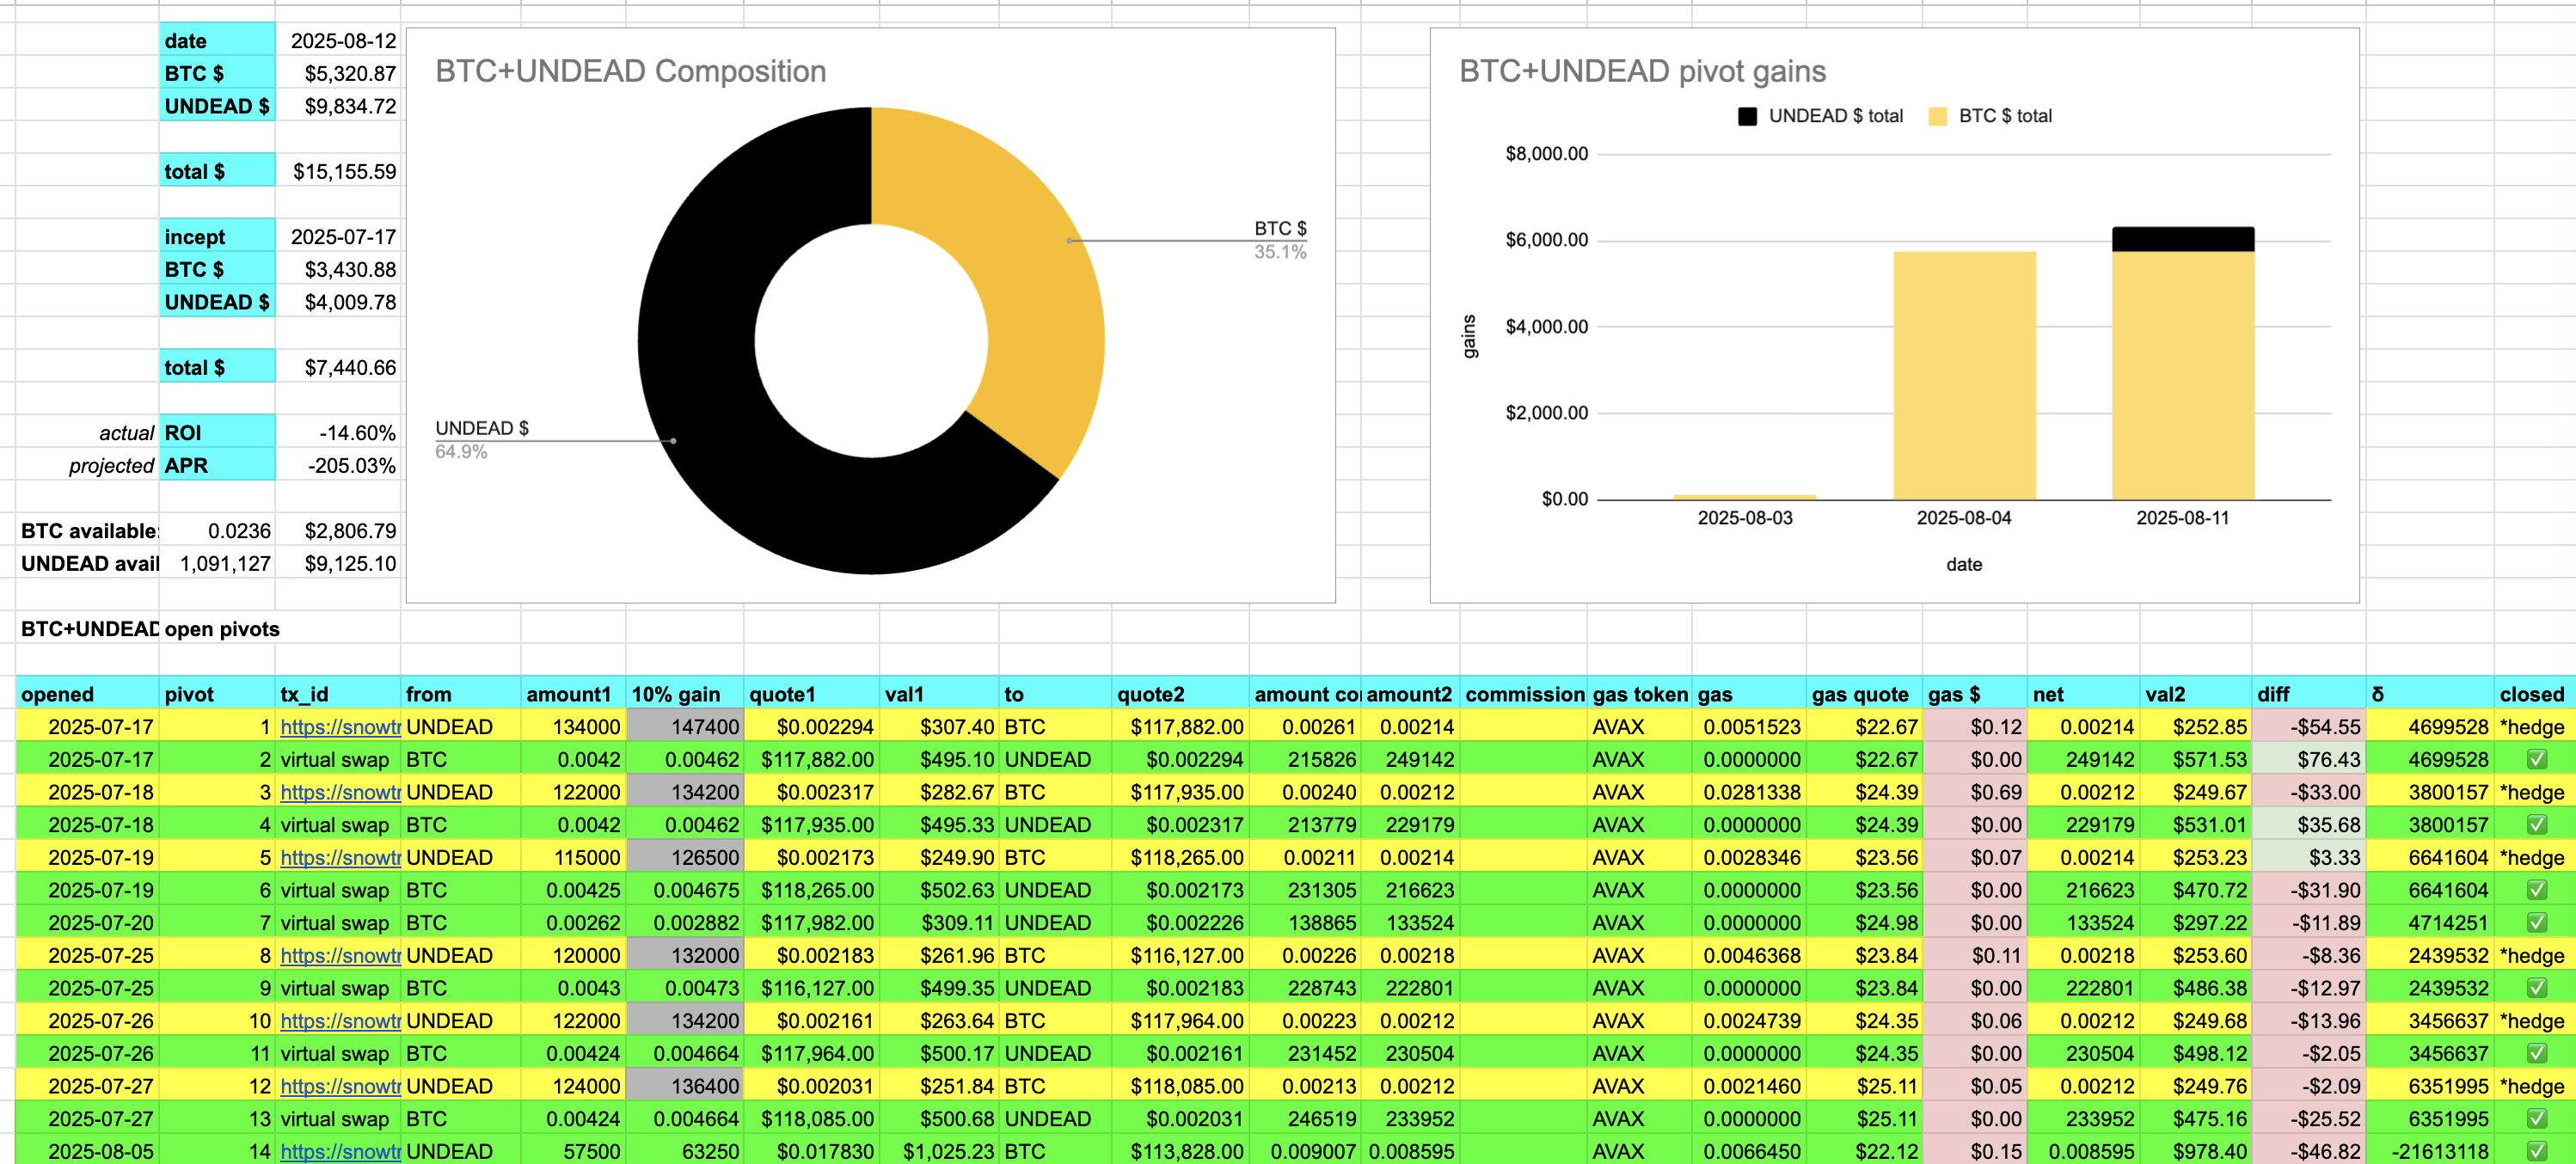 date 2025-08-12
BTC $ $5,320.87
UNDEAD $ $9,834.72
total $ $15,155.59
incept 2025-07-17
BTC $ $3,430.88
UNDEAD $ $4,009.78
total $ $7,440.66
actual ROI -14.60%
projected APR -205.03%
BTC available: 0.0236 $2,806.79
UNDEAD avail 1,091,127 $9,125.10
BTC+UNDEAD Composition
BTC $
35.1%
UNDEAD $
64.9%
BTC+UNDEAD pivot gains
UNDEAD $ total BTC $ total
$8,000.00
$6,000.00
$4,000.00
$2,000.00
$0.00
gains
2025-08-03 2025-08-04 2025-08-11
date
BTC+UNDEAD open pivots
opened pivot tx_id from amount1 10% gain quote1 val1 to quote2 amount co amount2 commission gas token gas gas quote gas $ net val2 diff δ closed
2025-07-17 1 https://snowtr UNDEAD 134000 147400 $0.002294 $307.40 BTC $117,882.00 0.00261 0.00214 AVAX 0.0051523 $22.67 $0.12 0.00214 $252.85 -$54.55 4699528 *hedge
2025-07-17 2 virtual swap BTC 0.0042 0.00462 $117,882.00 $495.10 UNDEAD $0.002294 215826 249142 AVAX 0.0000000 $22.67 $0.00 249142 $571.53 $76.43 4699528 ✅
2025-07-18 3 https://snowtr UNDEAD 122000 134200 $0.002317 $282.67 BTC $117,935.00 0.00240 0.00212 AVAX 0.0281338 $24.39 $0.69 0.00212 $249.67 -$33.00 3800157 *hedge
2025-07-18 4 virtual swap BTC 0.0042 0.00462 $117,935.00 $495.33 UNDEAD $0.002317 213779 229179 AVAX 0.0000000 $24.39 $0.00 229179 $531.01 $35.68 3800157 ✅
2025-07-19 5 https://snowtr UNDEAD 115000 126500 $0.002173 $249.90 BTC $118,265.00 0.00211 0.00214 AVAX 0.0028346 $23.56 $0.07 0.00214 $253.23 $3.33 6641604 *hedge
2025-07-19 6 virtual swap BTC 0.00425 0.004675 $118,265.00 $502.63 UNDEAD $0.002173 231305 216623 AVAX 0.0000000 $23.56 $0.00 216623 $470.72 -$31.90 6641604 ✅
2025-07-20 7 virtual swap BTC 0.00262 0.002882 $117,982.00 $309.11 UNDEAD $0.002226 138865 133524 AVAX 0.0000000 $24.98 $0.00 133524 $297.22 -$11.89 4714251 ✅
2025-07-25 8 https://snowtr UNDEAD 120000 132000 $0.002183 $261.96 BTC $116,127.00 0.00226 0.00218 AVAX 0.0046368 $23.84 $0.11 0.00218 $253.60 -$8.36 2439532 *hedge
2025-07-25 9 virtual swap BTC 0.0043 0.00473 $116,127.00 $499.35 UNDEAD $0.002183 228743 222801 AVAX 0.0000000 $23.84 $0.00 222801 $486.38 -$12.97 2439532 ✅
2025-07-26 10 https://snowtr UNDEAD 122000 134200 $0.002161 $263.64 BTC $117,964.00 0.00223 0.00212 AVAX 0.0024739 $24.35 $0.06 0.00212 $249.68 -$13.96 3456637 *hedge
2025-07-26 11 virtual swap BTC 0.00424 0.004664 $117,964.00 $500.17 UNDEAD $0.002161 231452 230504 AVAX 0.0000000 $24.35 $0.00 230504 $498.12 -$2.05 3456637 ✅
2025-07-27 12 https://snowtr UNDEAD 124000 136400 $0.002031 $251.84 BTC $118,085.00 0.00213 0.00212 AVAX 0.0021460 $25.11 $0.05 0.00212 $249.76 -$2.09 6351995 *hedge
2025-07-27 13 virtual swap BTC 0.00424 0.004664 $118,085.00 $500.68 UNDEAD $0.002031 246519 233952 AVAX 0.0000000 $25.11 $0.00 233952 $475.16 -$25.52 6351995 ✅
2025-08-05 14 https://snowtr UNDEAD 57500 63250 $0.017830 $1,025.23 BTC $113,828.00 0.009007 0.008595 AVAX 0.0066450 $22.12 $0.15 0.008595 $978.40 -$46.82 -21613118 ✅